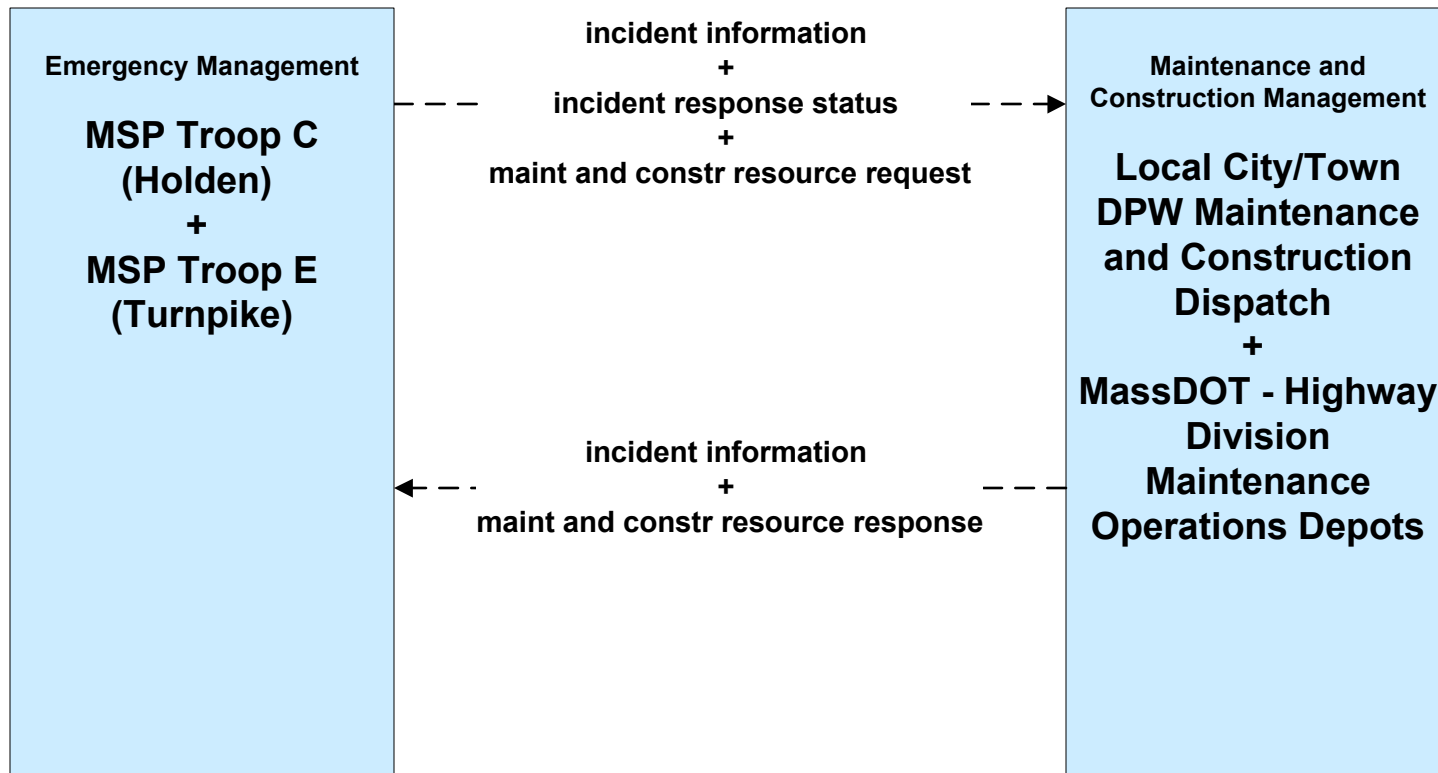 Emergency Management
MSP Troop C
(Holden)
+
MSP Troop E
(Turnpike)
incident information
+
incident response status
+
maint and constr resource request
incident information
+
maint and constr resource response
Maintenance and
Construction Management
Local City/Town
DPW Maintenance
and Construction
Dispatch
+
MassDOT - Highway
Division
Maintenance
Operations Depots